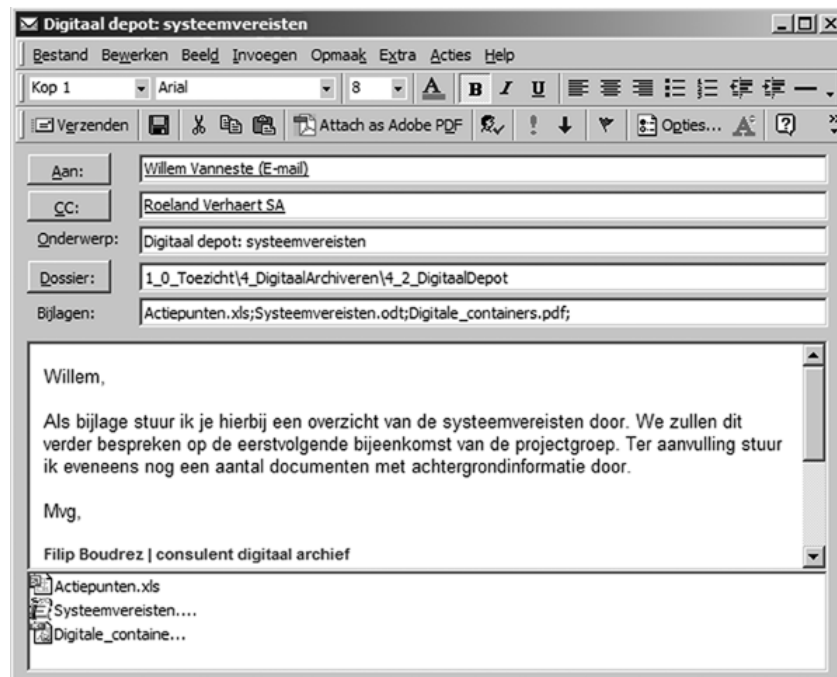 Digitaal depot: systeemvereisten
Bestand Bewerken Beeld Invoegen Opmaak Extra Acties Help
Kop 1 Arial 8 A B I U
Verzenden Attach as Adobe PDF Opties...
Aan: Willem Vanneste (E-mail)
CC: Roeland Verhaert SA
Onderwerp: Digitaal depot: systeemvereisten
Dossier: 1_0_Toezicht\4_DigitaalArchiveren\4_2_DigitaalDepot
Bijlagen: Actiepunten.xls;Systeemvereisten.odt;Digitale_containers.pdf;
Willem,
Als bijlage stuur ik je hierbij een overzicht van de systeemvereisten door. We zullen dit
verder bespreken op de eerstvolgende bijeenkomst van de projectgroep. Ter aanvulling stuur
ik eveneens nog een aantal documenten met achtergrondinformatie door.
Mvg,
Filip Boudrez | consulent digitaal archief
Actiepunten.xls
Systeemvereisten....
Digitale_containe...